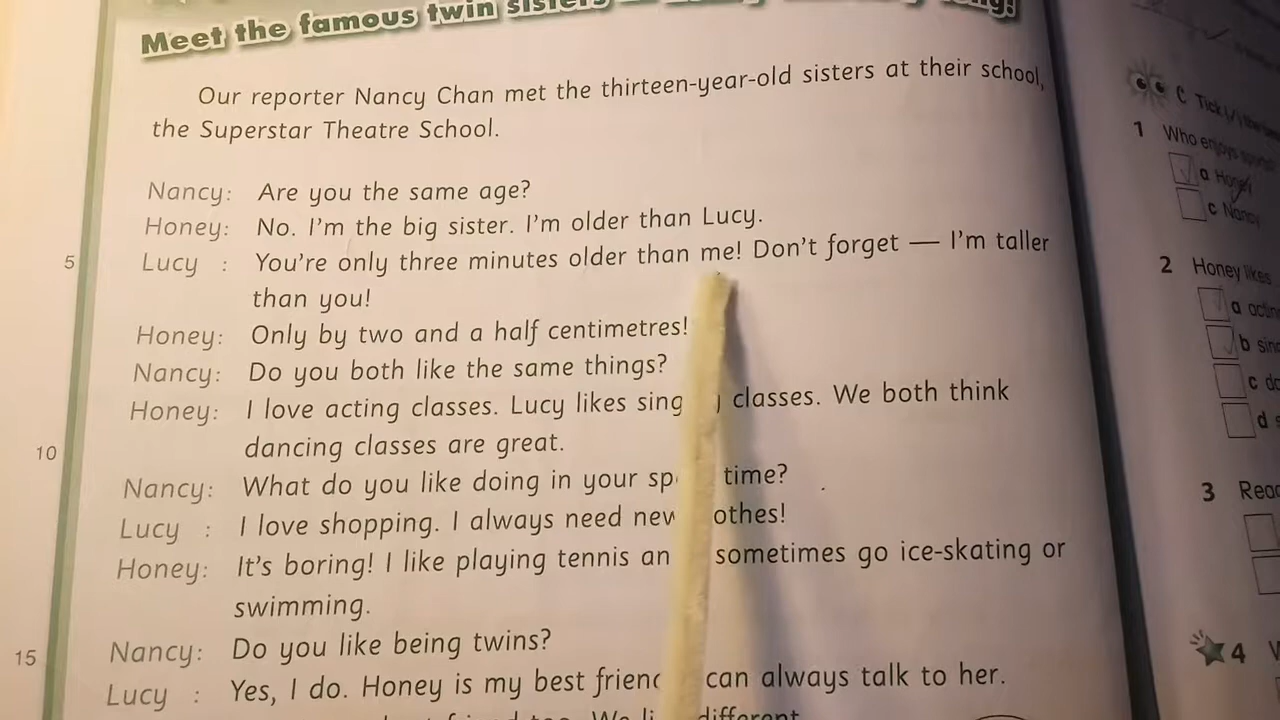 Meet the famous twin sisters
Our reporter Nancy Chan met the thirteen-year-old sisters at their school,
the Superstar Theatre School.
Nancy: Are you the same age?
Honey: No. I'm the big sister. I'm older than Lucy.
5 Lucy : You're only three minutes older than me! Don't forget — I'm taller
than you!
Honey: Only by two and a half centimetres!
Nancy: Do you both like the same things?
Honey: I love acting classes. Lucy likes sing classes. We both think
10 dancing classes are great.
Nancy: What do you like doing in your sp time?
Lucy : I love shopping. I always need new othes!
Honey: It's boring! I like playing tennis an sometimes go ice-skating or
swimming.
15 Nancy: Do you like being twins?
Lucy : Yes, I do. Honey is my best frien can always talk to her.
different
C Tick (✓) the
1 Who enjoys
a Honey
c Nancy
2 Honey likes
a
b
c
d
3
4